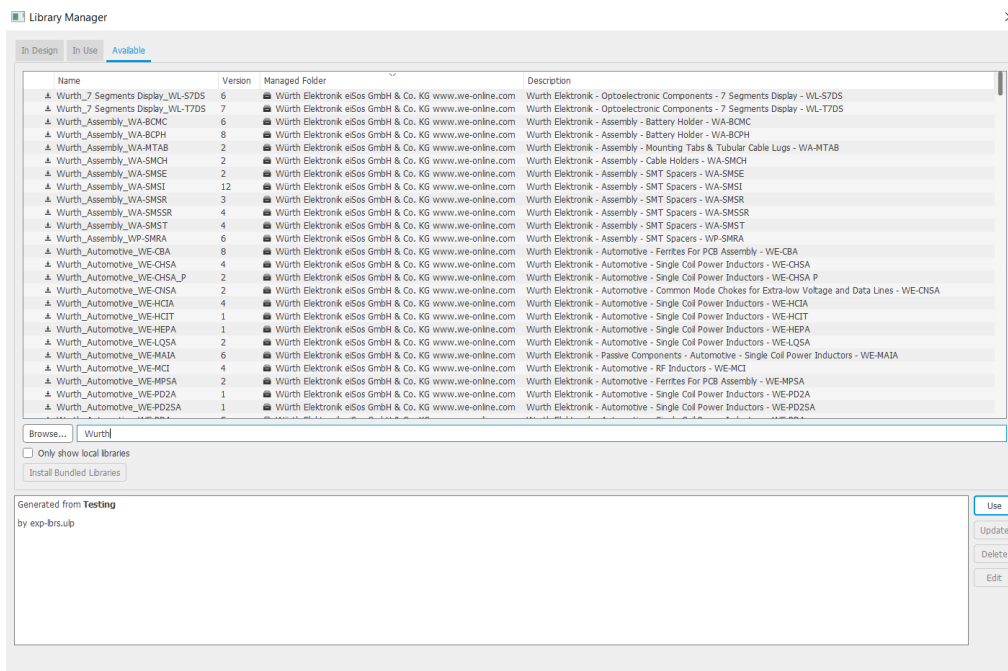 Library Manager
In Design In Use Available
Name Version Managed Folder Description
Wurth_7 Segments Display_WL-S7DS 6 Würth Elektronik eiSos GmbH & Co. KG www.we-online.com Wurth Elektronik - Optoelectronic Components - 7 Segments Display - WL-S7DS
Wurth_7 Segments Display_WL-T7DS 7 Würth Elektronik eiSos GmbH & Co. KG www.we-online.com Wurth Elektronik - Optoelectronic Components - 7 Segments Display - WL-T7DS
Wurth_Assembly_WA-BCMC 6 Würth Elektronik eiSos GmbH & Co. KG www.we-online.com Wurth Elektronik - Assembly - Battery Holder - WA-BCMC
Wurth_Assembly_WA-BCPH 8 Würth Elektronik eiSos GmbH & Co. KG www.we-online.com Wurth Elektronik - Assembly - Battery Holder - WA-BCPH
Wurth_Assembly_WA-MTAB 2 Würth Elektronik eiSos GmbH & Co. KG www.we-online.com Wurth Elektronik - Assembly - Mounting Tabs & Tubular Cable Lugs - WA-MTAB
Wurth_Assembly_WA-SMCH 2 Würth Elektronik eiSos GmbH & Co. KG www.we-online.com Wurth Elektronik - Assembly - Cable Holders - WA-SMCH
Wurth_Assembly_WA-SMSE 2 Würth Elektronik eiSos GmbH & Co. KG www.we-online.com Wurth Elektronik - Assembly - SMT Spacers - WA-SMSE
Wurth_Assembly_WA-SMSI 12 Würth Elektronik eiSos GmbH & Co. KG www.we-online.com Wurth Elektronik - Assembly - SMT Spacers - WA-SMSI
Wurth_Assembly_WA-SMSR 3 Würth Elektronik eiSos GmbH & Co. KG www.we-online.com Wurth Elektronik - Assembly - SMT Spacers - WA-SMSR
Wurth_Assembly_WA-SMSSR 4 Würth Elektronik eiSos GmbH & Co. KG www.we-online.com Wurth Elektronik - Assembly - SMT Spacers - WA-SMSSR
Wurth_Assembly_WA-SMST 4 Würth Elektronik eiSos GmbH & Co. KG www.we-online.com Wurth Elektronik - Assembly - SMT Spacers - WA-SMST
Wurth_Assembly_WP-SMRA 6 Würth Elektronik eiSos GmbH & Co. KG www.we-online.com Wurth Elektronik - Assembly - SMT Spacers - WP-SMRA
Wurth_Automotive_WE-CBA 8 Würth Elektronik eiSos GmbH & Co. KG www.we-online.com Wurth Elektronik - Automotive - Ferrites For PCB Assembly - WE-CBA
Wurth_Automotive_WE-CHSA 4 Würth Elektronik eiSos GmbH & Co. KG www.we-online.com Wurth Elektronik - Automotive - Single Coil Power Inductors - WE-CHSA
Wurth_Automotive_WE-CHSA_P 2 Würth Elektronik eiSos GmbH & Co. KG www.we-online.com Wurth Elektronik - Automotive - Single Coil Power Inductors - WE-CHSA P
Wurth_Automotive_WE-CNSA 2 Würth Elektronik eiSos GmbH & Co. KG www.we-online.com Wurth Elektronik - Automotive - Common Mode Chokes for Extra-low Voltage and Data Lines - WE-CNSA
Wurth_Automotive_WE-HCIA 4 Würth Elektronik eiSos GmbH & Co. KG www.we-online.com Wurth Elektronik - Automotive - Single Coil Power Inductors - WE-HCIA
Wurth_Automotive_WE-HCIT 1 Würth Elektronik eiSos GmbH & Co. KG www.we-online.com Wurth Elektronik - Automotive - Single Coil Power Inductors - WE-HCIT
Wurth_Automotive_WE-HEPA 1 Würth Elektronik eiSos GmbH & Co. KG www.we-online.com Wurth Elektronik - Automotive - Single Coil Power Inductors - WE-HEPA
Wurth_Automotive_WE-LQSA 2 Würth Elektronik eiSos GmbH & Co. KG www.we-online.com Wurth Elektronik - Automotive - Single Coil Power Inductors - WE-LQSA
Wurth_Automotive_WE-MAIA 6 Würth Elektronik eiSos GmbH & Co. KG www.we-online.com Wurth Elektronik - Passive Components - Automotive - Single Coil Power Inductors - WE-MAIA
Wurth_Automotive_WE-MCI 4 Würth Elektronik eiSos GmbH & Co. KG www.we-online.com Wurth Elektronik - Automotive - RF Inductors - WE-MCI
Wurth_Automotive_WE-MPSA 2 Würth Elektronik eiSos GmbH & Co. KG www.we-online.com Wurth Elektronik - Automotive - Ferrites For PCB Assembly - WE-MPSA
Wurth_Automotive_WE-PD2A 1 Würth Elektronik eiSos GmbH & Co. KG www.we-online.com Wurth Elektronik - Automotive - Single Coil Power Inductors - WE-PD2A
Wurth_Automotive_WE-PD2SA 1 Würth Elektronik eiSos GmbH & Co. KG www.we-online.com Wurth Elektronik - Automotive - Single Coil Power Inductors - WE-PD2SA
Browse... Wurth
Only show local libraries
Install Bundled Libraries
Generated from Testing
by exp-lbrs.ulp
Use
Update
Delete
Edit